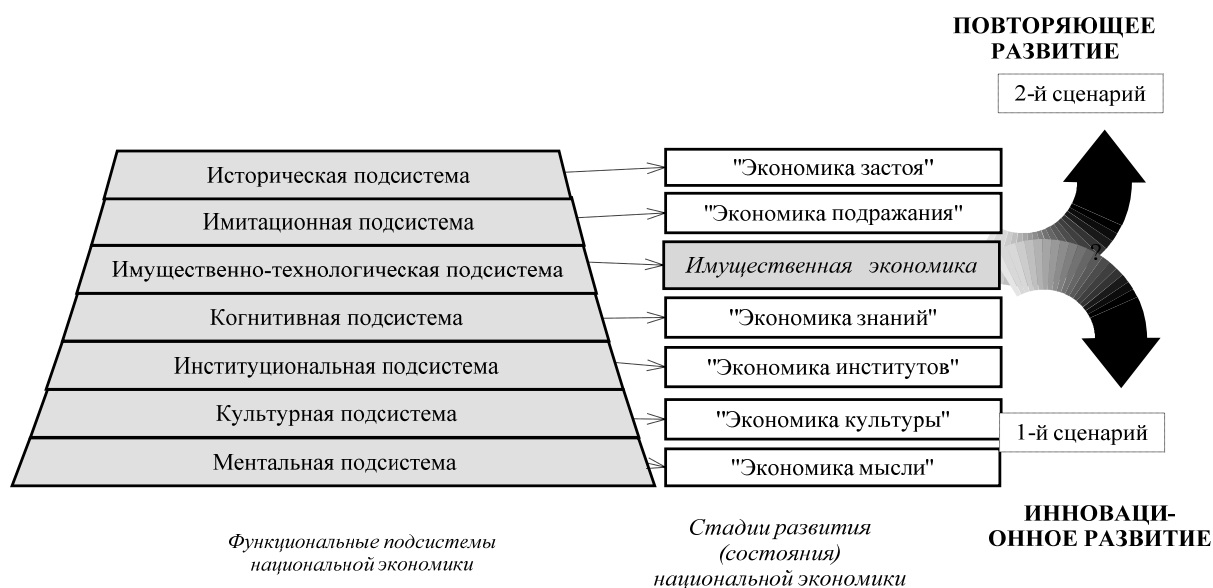 ПОВТОРЯЮЩЕЕ
РАЗВИТИЕ
2-й сценарий
Историческая подсистема
"Экономика застоя"
Имитационная подсистема
"Экономика подражания"
Имущественно-технологическая подсистема
Имущественная экономика
?
Когнитивная подсистема
"Экономика знаний"
Институциональная подсистема
"Экономика институтов"
Культурная подсистема
"Экономика культуры"
1-й сценарий
Ментальная подсистема
"Экономика мысли"
Функциональные подсистемы
национальной экономики
Стадии развития
(состояния)
национальной экономики
ИННОВАЦИ-
ОННОЕ РАЗВИТИЕ